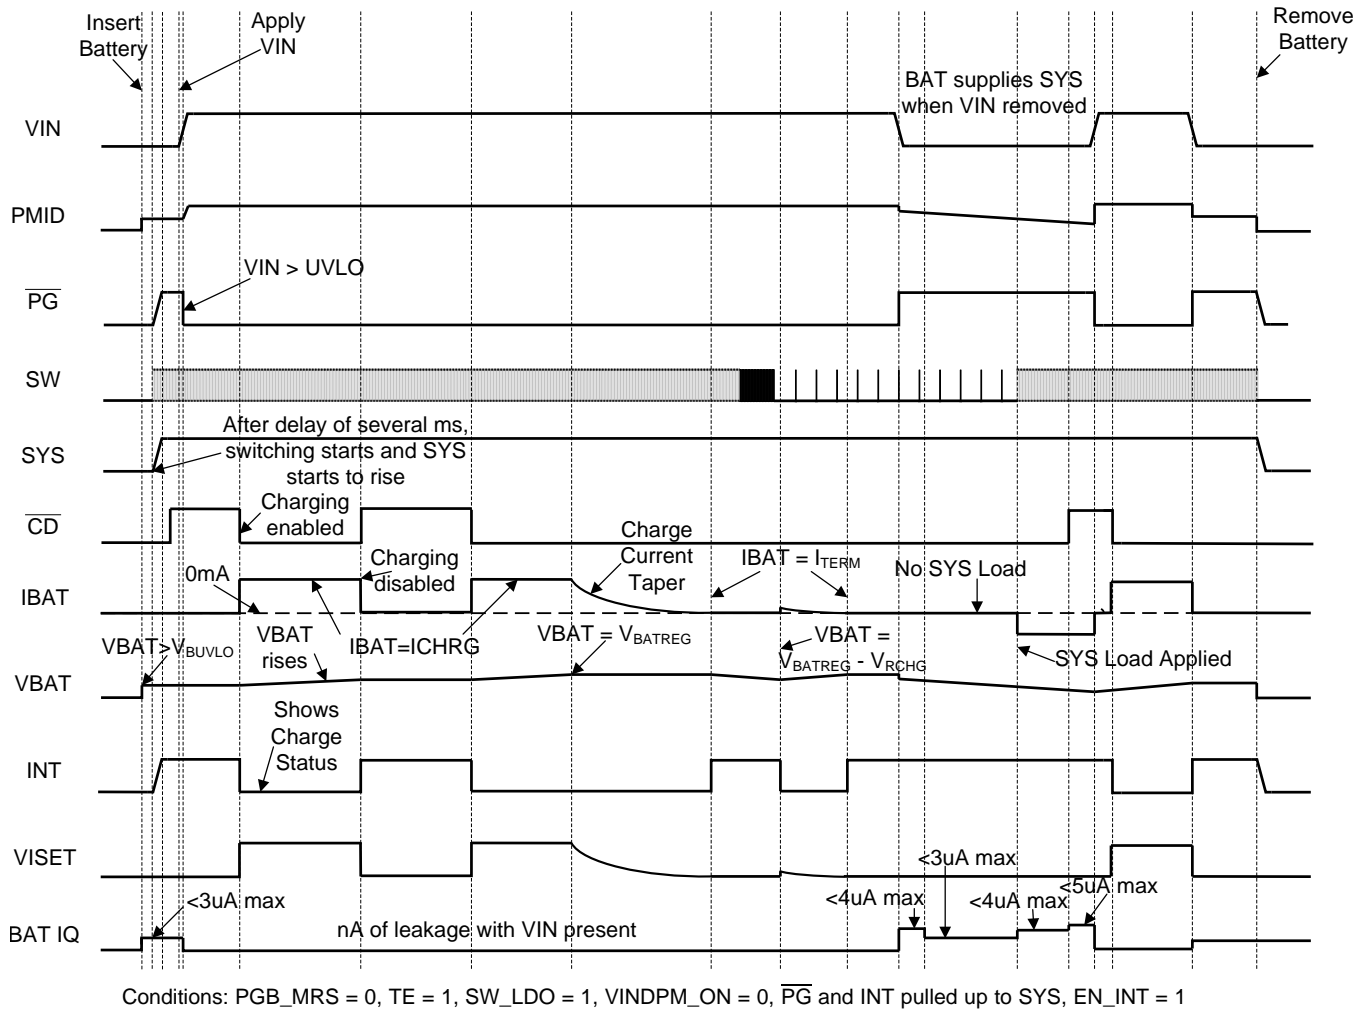 Insert
Battery
Apply
VIN
Remove
Battery
BAT supplies SYS
when VIN removed
VIN
PMID
VIN > UVLO
PG
SW
After delay of several ms,
switching starts and SYS
starts to rise
SYS
Charging
enabled
CD
Charge
Current
Taper
Charging
disabled
IBAT = ITERM
No SYS Load
0mA
IBAT
VBAT>VBUVLO
VBAT
rises
IBAT=ICHRG
VBAT = VBATREG
VBAT =
VBATREG - VRCHG
SYS Load Applied
VBAT
Shows
Charge
Status
INT
VISET
<3uA max
<4uA max
<3uA max
<4uA max
<5uA max
BAT IQ
nA of leakage with VIN present
Conditions: PGB_MRS = 0, TE = 1, SW_LDO = 1, VINDPM_ON = 0, PG and INT pulled up to SYS, EN_INT = 1